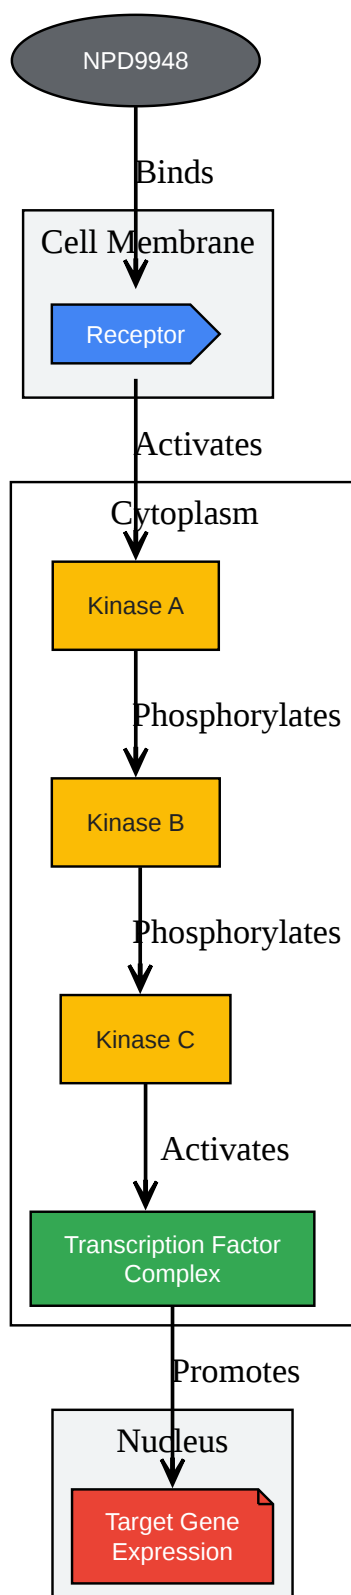 NPD9948
Binds
Cell Membrane
Receptor
Activates
Cytoplasm
Kinase A
Phosphorylates
Kinase B
Phosphorylates
Kinase C
Activates
Transcription Factor
Complex
Promotes
Nucleus
Target Gene
Expression